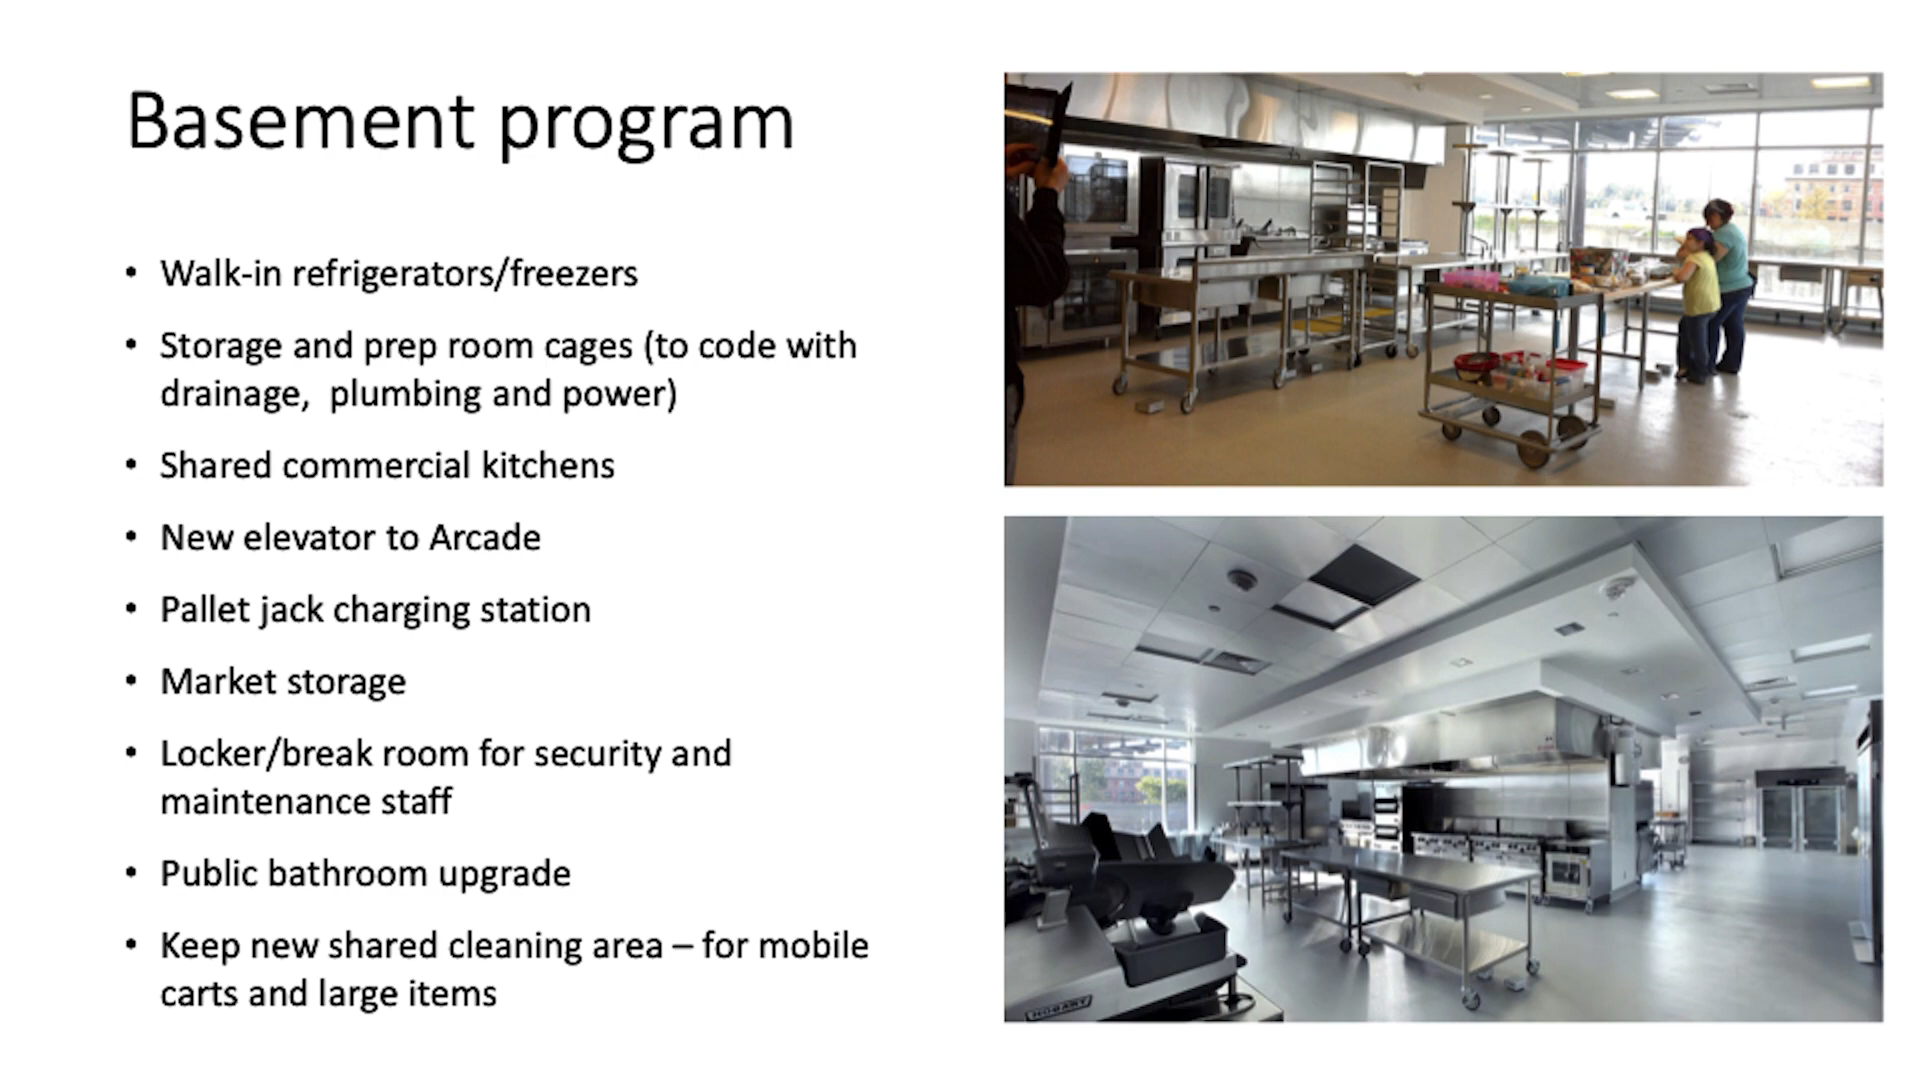 Basement program
• Walk-in refrigerators/freezers
• Storage and prep room cages (to code with
drainage,  plumbing and power)
• Shared commercial kitchens
• New elevator to Arcade
• Pallet jack charging station
• Market storage
• Locker/break room for security and
maintenance staff
• Public bathroom upgrade
• Keep new shared cleaning area – for mobile
carts and large items
HOBART